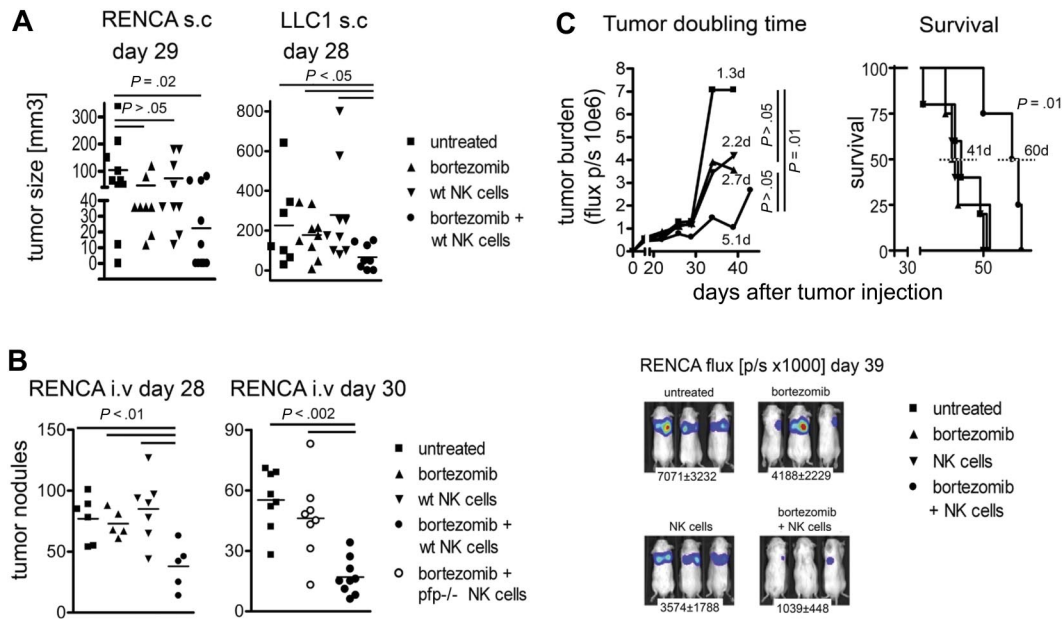 A
RENCA s.c
day 29
P = .02
P > .05
tumor size [mm3]
300
200
100
40
30
20
10
0
LLC1 s.c
day 28
P < .05
800
600
400
200
0
untreated
bortezomib
wt NK cells
bortezomib +
wt NK cells
B
RENCA i.v day 28
P < .01
tumor nodules
150
100
50
0
RENCA i.v day 30
P < .002
90
60
30
0
untreated
bortezomib
wt NK cells
bortezomib +
wt NK cells
bortezomib +
pfp-/- NK cells
C
Tumor doubling time
tumor burden
(flux p/s 10e6)
8
7
6
5
4
3
2
1
0
1.3d
2.2d
2.7d
5.1d
P > .05
P > .05
P = .01
0 20 30 40
Survival
survival
100
75
50
25
0
P = .01
41d
60d
30 50
days after tumor injection
RENCA flux [p/s x1000] day 39
untreated
7071±3232
bortezomib
4188±2229
NK cells
3574±1788
bortezomib
+ NK cells
1039±448
untreated
bortezomib
NK cells
bortezomib
+ NK cells